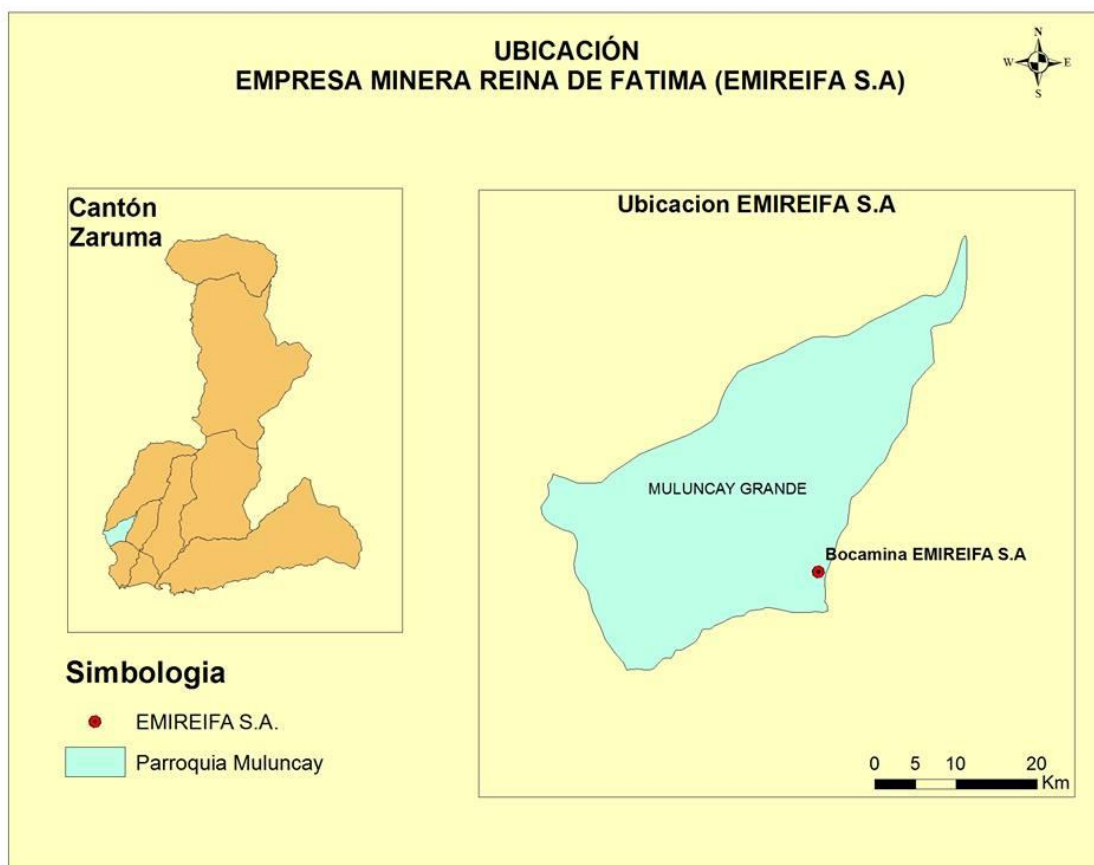 UBICACIÓN
EMPRESA MINERA REINA DE FATIMA (EMIREIFA S.A)
N
W
E
S
Cantón
Zaruma
Ubicacion EMIREIFA S.A
MULUNCAY GRANDE
Bocamina EMIREIFA S.A
Simbologia
EMIREIFA S.A.
Parroquia Muluncay
0 5 10 20
Km